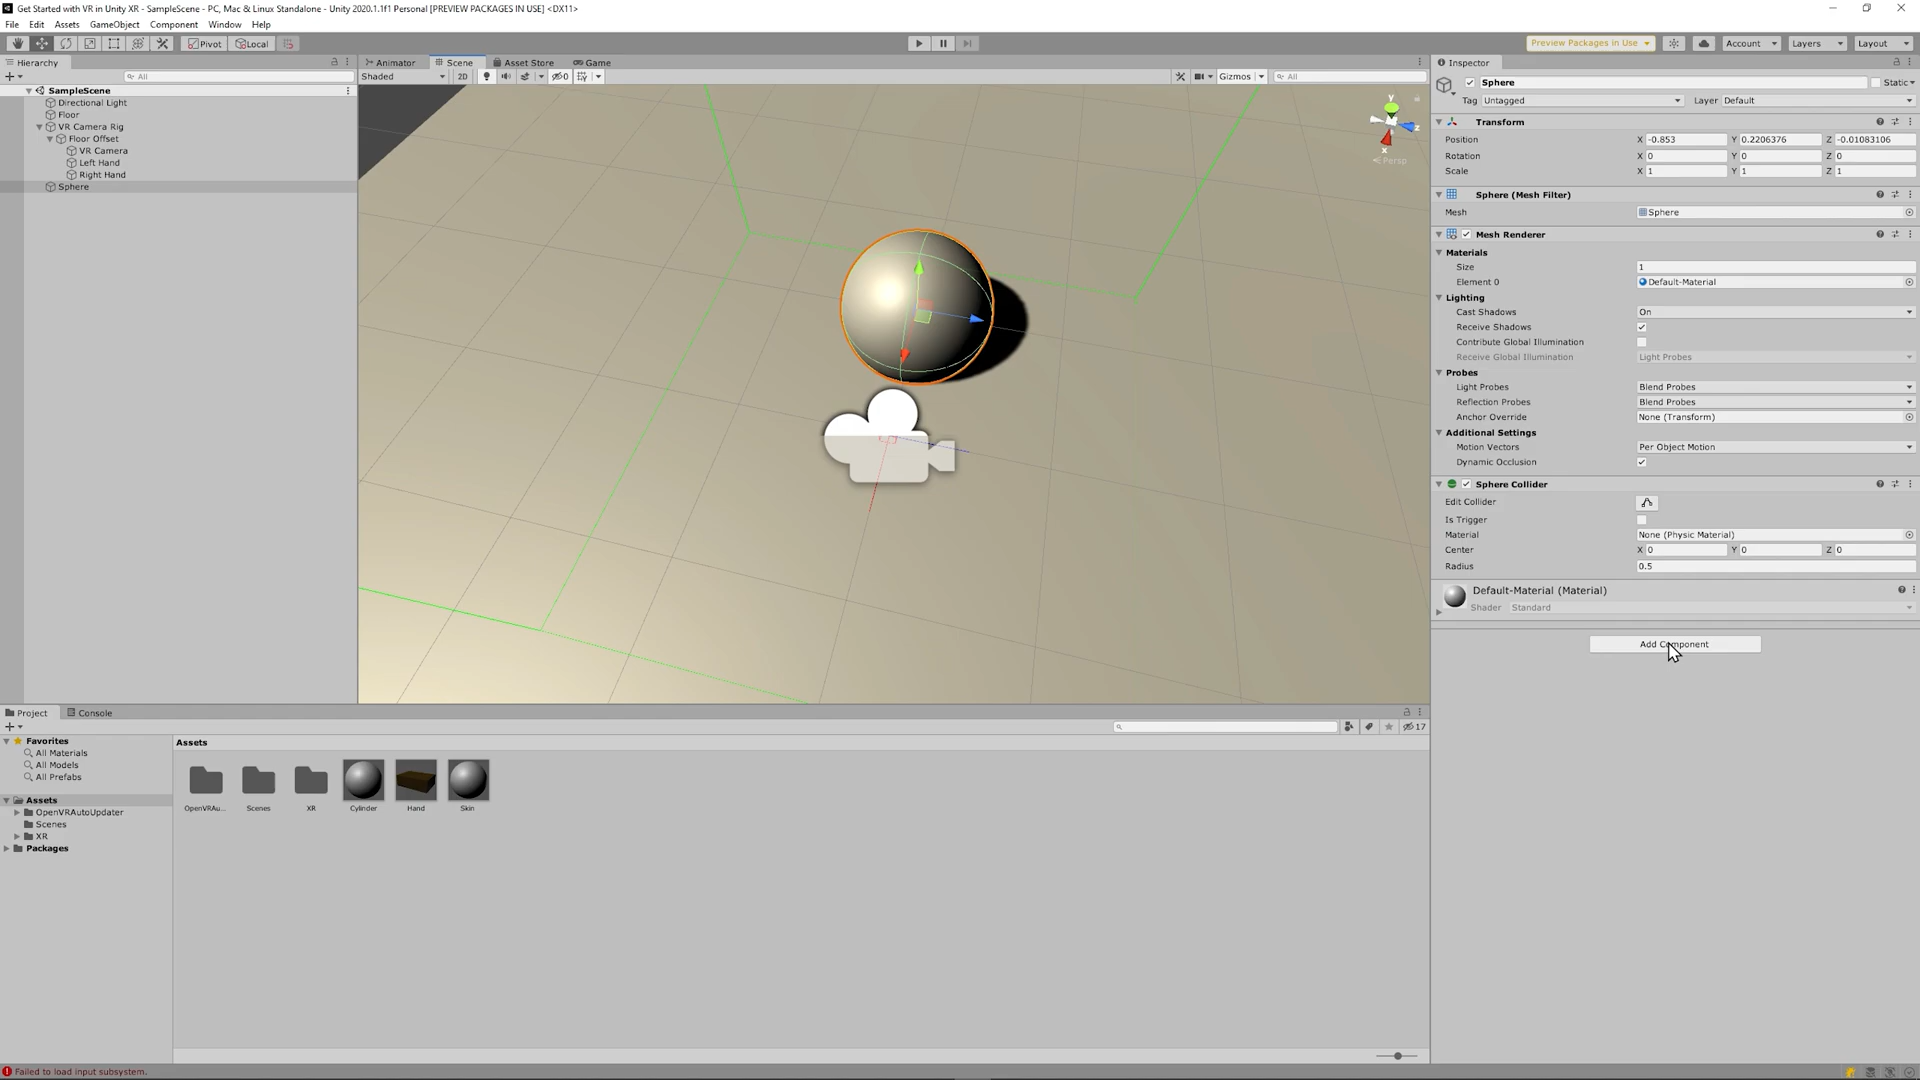 Get Started with VR in Unity XR - SampleScene - PC, Mac & Linux Standalone - Unity 2020.1.1f1 Personal [PREVIEW PACKAGES IN USE] <DX11>
File Edit Assets GameObject Component Window Help
Pivot Local Preview Packages in Use Account Layers Layout
Hierarchy
All
SampleScene
Directional Light
Floor
VR Camera Rig
Floor Offset
VR Camera
Left Hand
Right Hand
Sphere
Animator Scene Asset Store Game
Shaded 2D 0 Gizmos All
y
z
x
Persp
Inspector
Sphere Static
Tag Untagged Layer Default
Transform
Position X -0.853 Y 0.2206376 Z -0.01083106
Rotation X 0 Y 0 Z 0
Scale X 1 Y 1 Z 1
Sphere (Mesh Filter)
Mesh Sphere
Mesh Renderer
Materials
Size 1
Element 0 Default-Material
Lighting
Cast Shadows On
Receive Shadows
Contribute Global Illumination
Receive Global Illumination Light Probes
Probes
Light Probes Blend Probes
Reflection Probes Blend Probes
Anchor Override None (Transform)
Additional Settings
Motion Vectors Per Object Motion
Dynamic Occlusion
Sphere Collider
Edit Collider
Is Trigger
Material None (Physic Material)
Center X 0 Y 0 Z 0
Radius 0.5
Default-Material (Material)
Shader Standard
Add Component
Project Console
17
Favorites
All Materials
All Models
All Prefabs
Assets
OpenVRAutoUpdater
Scenes
XR
Packages
Assets
OpenVRAu... Scenes XR Cylinder Hand Skin
Failed to load input subsystem.